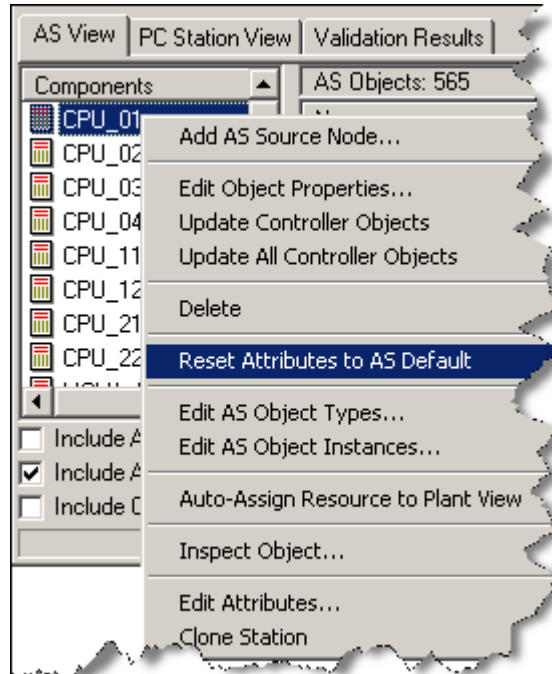 AS View
PC Station View
Validation Results
Components
AS Objects: 565
CPU_01
CPU_02
CPU_03
CPU_04
CPU_11
CPU_12
CPU_21
CPU_22
Include A
Include A
Include
Add AS Source Node...
Edit Object Properties...
Update Controller Objects
Update All Controller Objects
Delete
Reset Attributes to AS Default
Edit AS Object Types...
Edit AS Object Instances...
Auto-Assign Resource to Plant View
Inspect Object...
Edit Attributes...
Clone Station